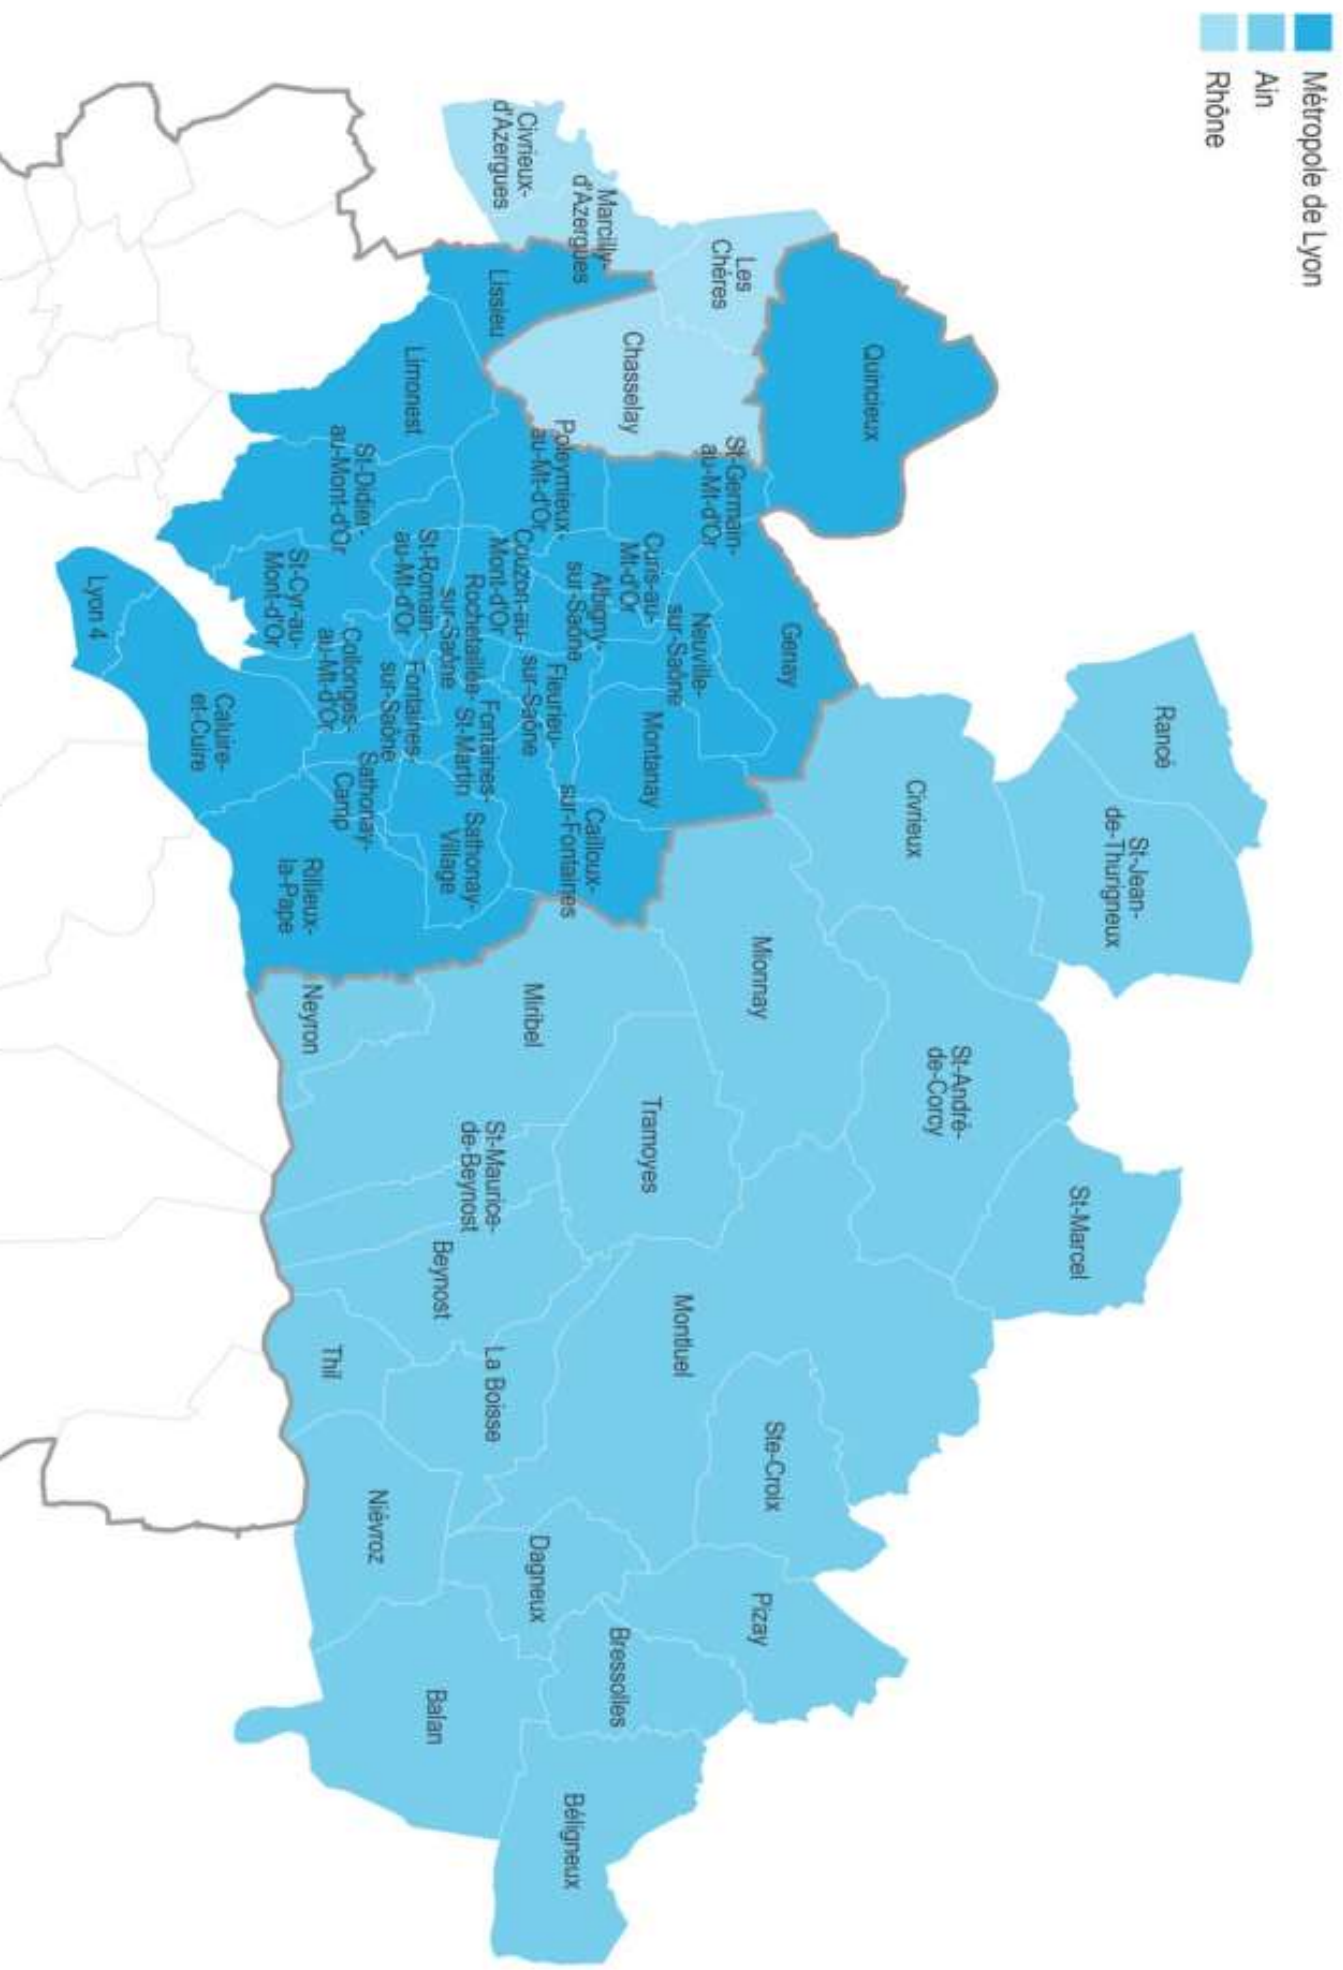 Métropole de Lyon
Ain
Rhône
Rancé
St-Jean-
de-Thurigneux
St-Marcel
Civrieux
St-André-
de-Corcy
Quincieux
Genay
Mionnay
Ste-Croix
Pizay
Les
Chères
St-Germain-
au-Mt-d'Or
Neuville-
sur-Saône
Montanay
Montluel
Tramoyes
Chasselay
Curis-au-
Mt-d'Or
Albigny-
sur-Saône
Marcilly-
d'Azergues
Poleymieux-
au-Mt-d'Or
Cailloux-
sur-Fontaines
Fleurieu-
sur-Saône
Bressolles
Béligneux
Civrieux-
d'Azergues
Lissieu
Couzon-au-
Mont-d'Or
Rochetaillée-
sur-Saône
Fontaines-
St-Martin
Sathonay-
Village
Miribel
St-Maurice-
de-Beynost
La Boisse
Dagneux
Limonest
St-Romain-
au-Mt-d'Or
Fontaines-
sur-Saône
Beynost
Balan
St-Didier-
au-Mont-d'Or
Collonges-
au-Mt-d'Or
Sathonay-
Camp
Niévroz
Thil
St-Cyr-au-
Mont-d'Or
Rillieux-
la-Pape
Neyron
Caluire-
et-Cuire
Lyon 4